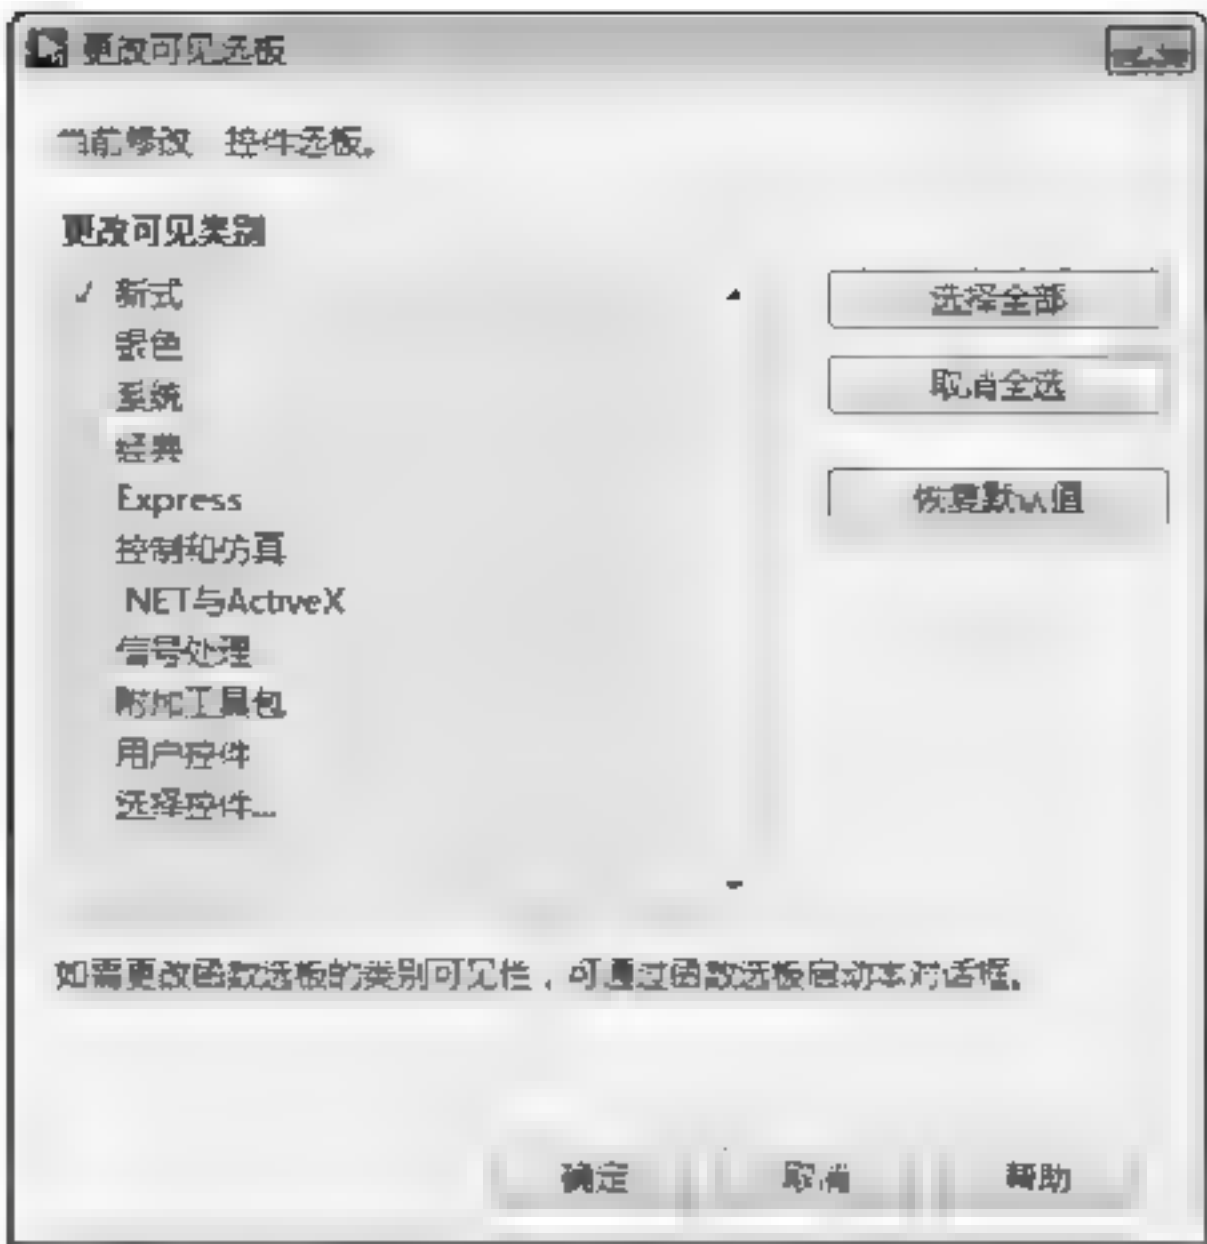 更改可见选板
当前修改 控件选板。
更改可见类别
✓ 新式
银色
系统
经典
Express
控制和仿真
.NET与ActiveX
信号处理
附加工具包
用户控件
选择控件...
选择全部
取消全选
恢复默认值
如需更改函数选板的类别可见性，可通过函数选板启动本对话框。
确定
取消
帮助